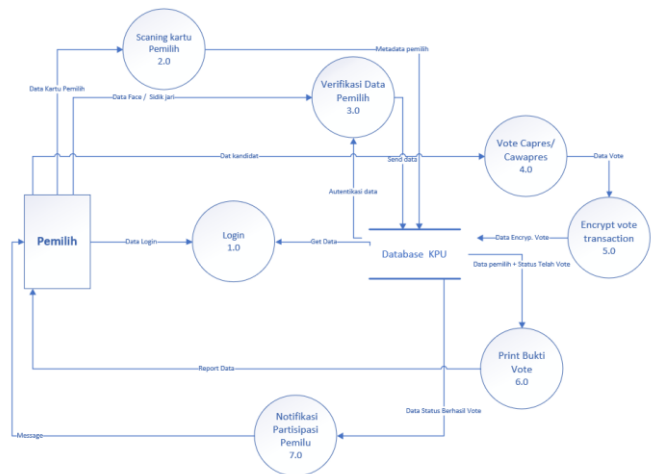 Scaning kartu
Pemilih
2.0
Metadata pemilih
Data Kartu Pemilih
Data Face / Sidik jari
Verifikasi Data
Pemilih
3.0
Dat kandidat
Send data
Vote Capres/
Cawapres
4.0
Data Vote
Autentikasi data
Pemilih
Data Login
Login
1.0
Get Data
Database KPU
Data Encryp. Vote
Encrypt vote
transaction
5.0
Data pemilih + Status Telah Vote
Print Bukti
Vote
6.0
Report Data
Data Status Berhasil Vote
Notifikasi
Partisipasi
Pemilu
7.0
Message